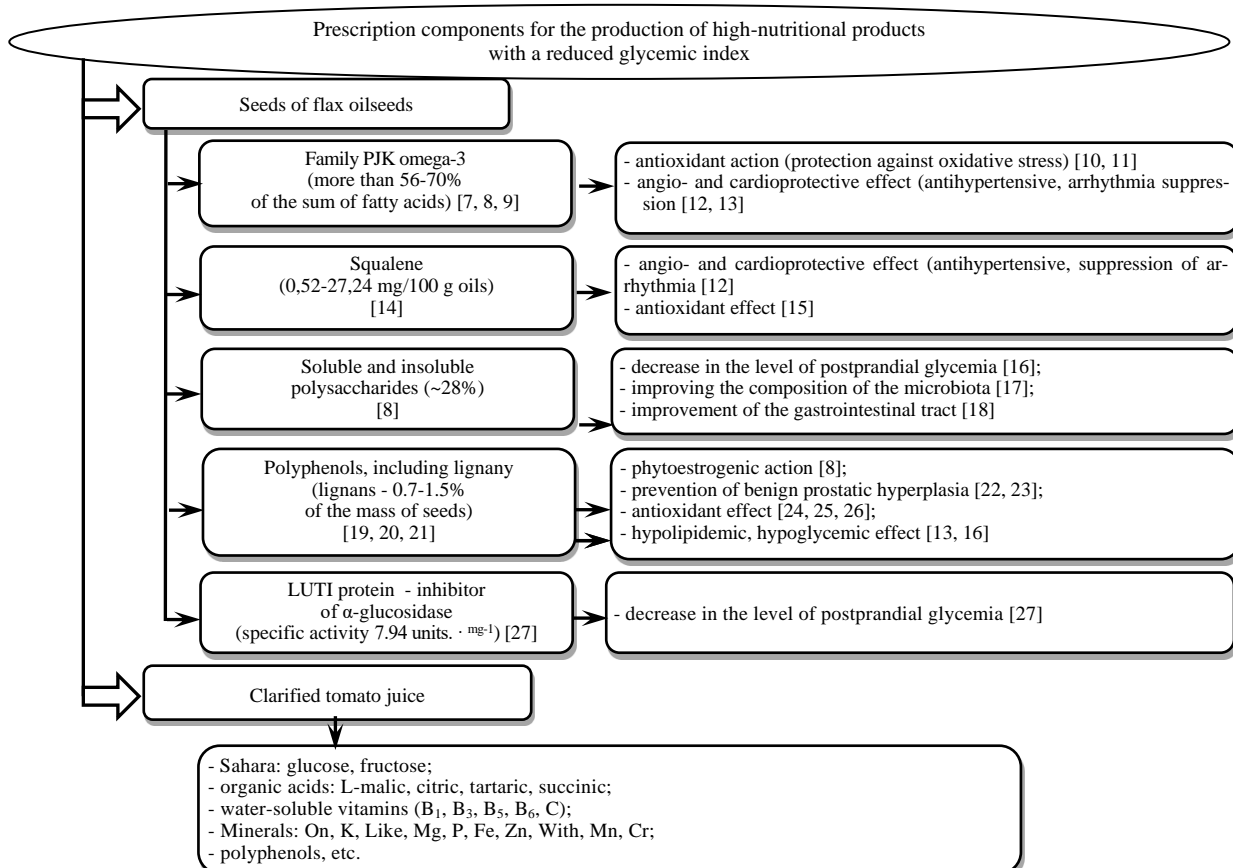 Prescription components for the production of high-nutritional products
with a reduced glycemic index
Seeds of flax oilseeds
Family PJK omega-3
(more than 56-70%
of the sum of fatty acids) [7, 8, 9]
- antioxidant action (protection against oxidative stress) [10, 11]
- angio- and cardioprotective effect (antihypertensive, arrhythmia suppres-
sion [12, 13]
Squalene
(0,52-27,24 mg/100 g oils)
[14]
- angio- and cardioprotective effect (antihypertensive, suppression of ar-
rhythmia [12]
- antioxidant effect [15]
Soluble and insoluble
polysaccharides (~28%)
[8]
- decrease in the level of postprandial glycemia [16];
- improving the composition of the microbiota [17];
- improvement of the gastrointestinal tract [18]
Polyphenols, including lignany
(lignans - 0.7-1.5%
of the mass of seeds)
[19, 20, 21]
- phytoestrogenic action [8];
- prevention of benign prostatic hyperplasia [22, 23];
- antioxidant effect [24, 25, 26];
- hypolipidemic, hypoglycemic effect [13, 16]
LUTI protein - inhibitor
of α-glucosidase
(specific activity 7.94 units. · mg-1) [27]
- decrease in the level of postprandial glycemia [27]
Clarified tomato juice
- Sahara: glucose, fructose;
- organic acids: L-malic, citric, tartaric, succinic;
- water-soluble vitamins (B1, B3, B5, B6, C);
- Minerals: On, K, Like, Mg, P, Fe, Zn, With, Mn, Cr;
- polyphenols, etc.